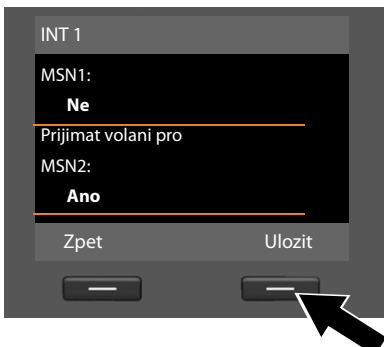 INT 1
MSN1:
Ne
Prijimat volani pro
MSN2:
Ano
Zpet Ulozit